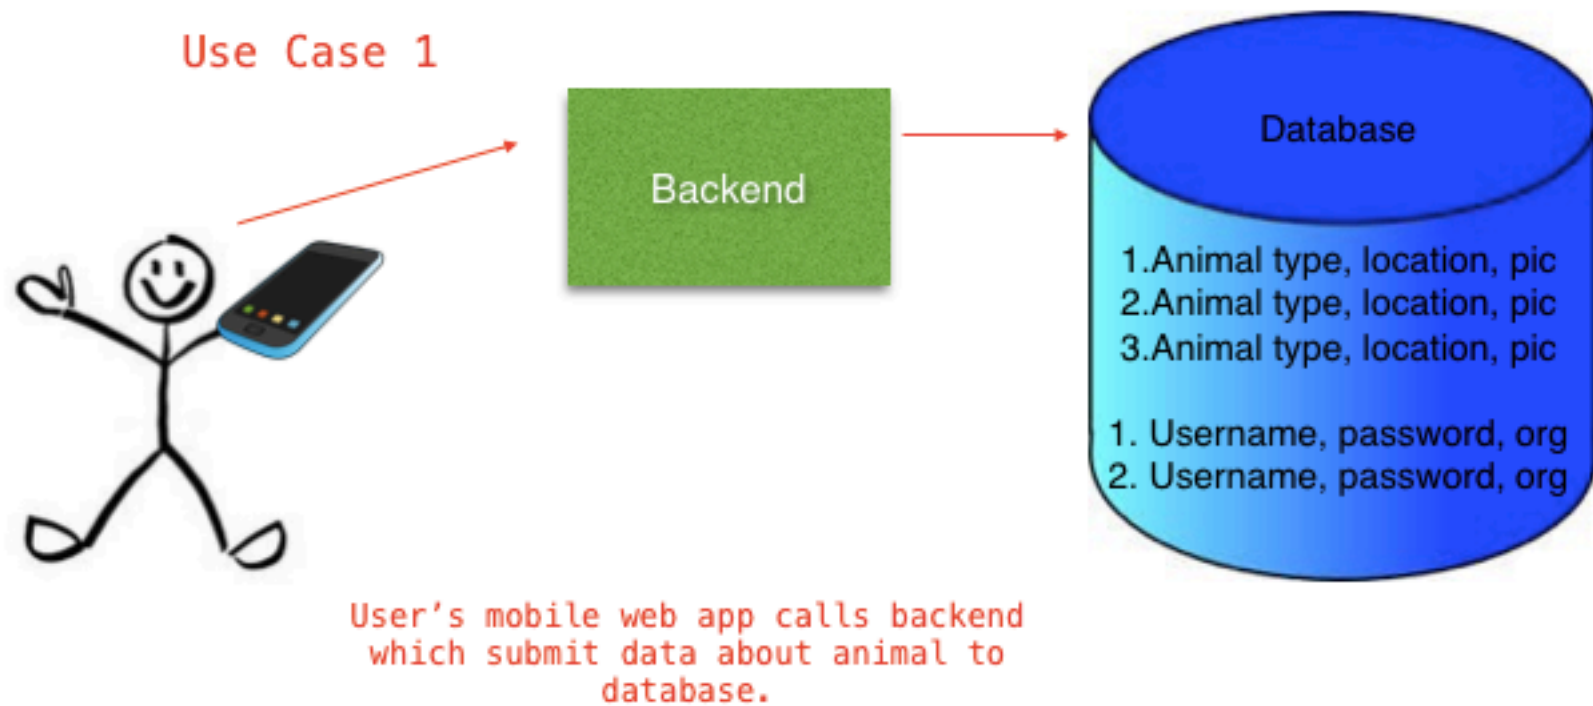 Use Case 1
Backend
Database
1.Animal type, location, pic
2.Animal type, location, pic
3.Animal type, location, pic
1. Username, password, org
2. Username, password, org
User’s mobile web app calls backend
which submit data about animal to
database.